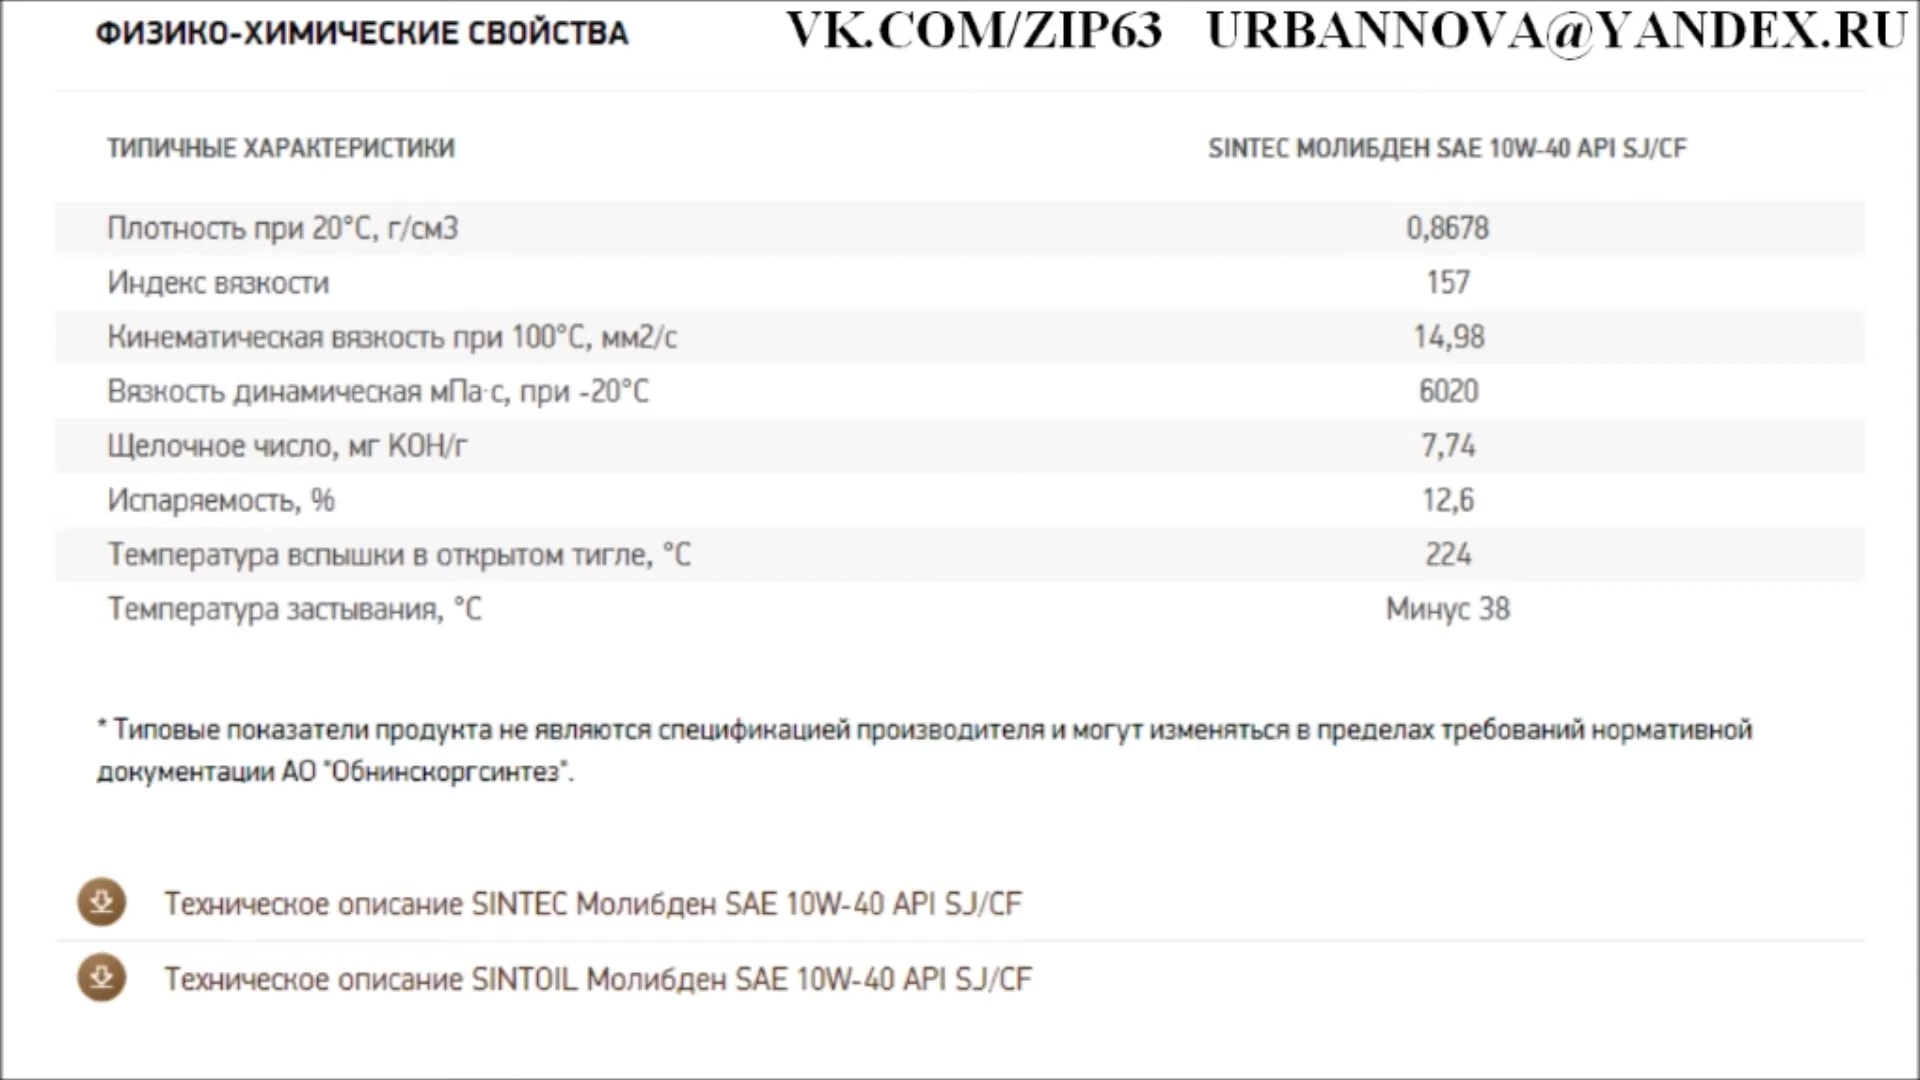 ФИЗИКО-ХИМИЧЕСКИЕ СВОЙСТВА VK.COM/ZIP63 URBANNOVA@YANDEX.RU
ТИПИЧНЫЕ ХАРАКТЕРИСТИКИ SINTEC МОЛИБДЕН SAE 10W-40 API SJ/CF
Плотность при 20°С, г/см3 0,8678
Индекс вязкости 157
Кинематическая вязкость при 100°С, мм2/с 14,98
Вязкость динамическая мПа·с, при -20°С 6020
Щелочное число, мг КОН/г 7,74
Испаряемость, % 12,6
Температура вспышки в открытом тигле, °С 224
Температура застывания, °С Минус 38
* Типовые показатели продукта не являются спецификацией производителя и могут изменяться в пределах требований нормативной
документации АО "Обнинскоргсинтез".
Техническое описание SINTEC Молибден SAE 10W-40 API SJ/CF
Техническое описание SINTOIL Молибден SAE 10W-40 API SJ/CF